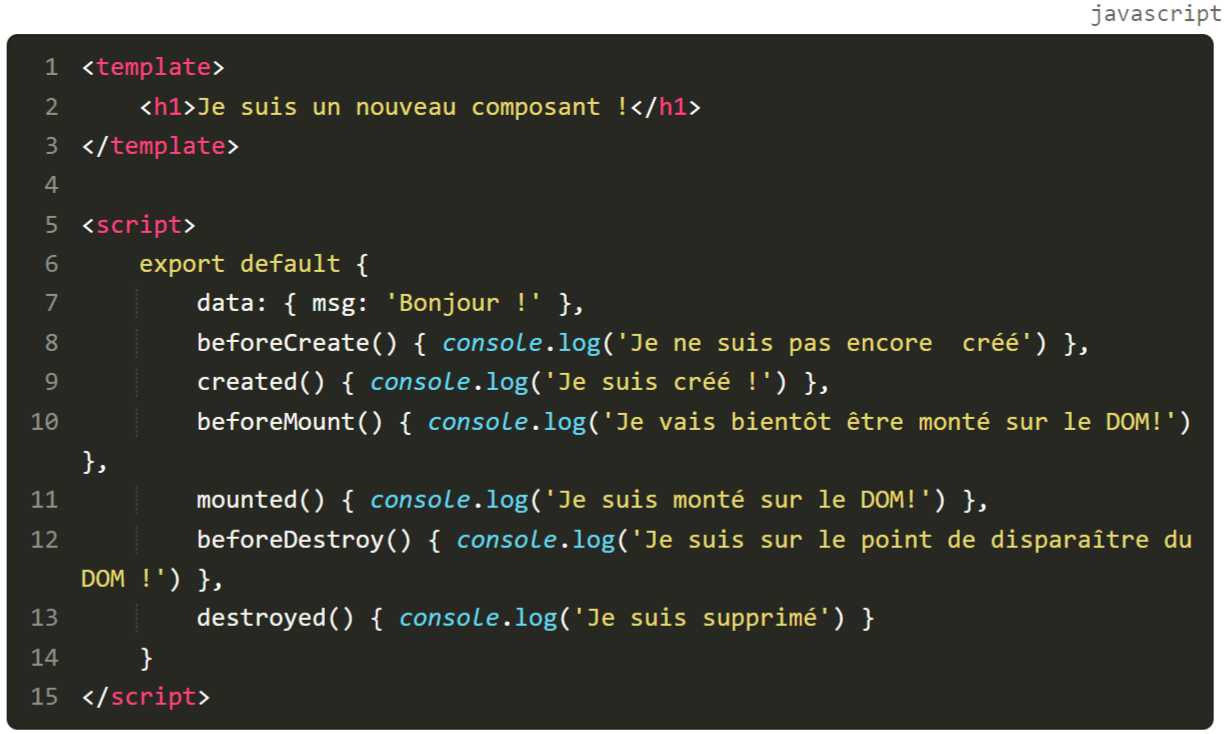 javascript
1 <template>
2     <h1>Je suis un nouveau composant !</h1>
3 </template>
4
5 <script>
6     export default {
7         data: { msg: 'Bonjour !' },
8         beforeCreate() { console.log('Je ne suis pas encore  créé') },
9         created() { console.log('Je suis créé !') },
10         beforeMount() { console.log('Je vais bientôt être monté sur le DOM!')
},
11         mounted() { console.log('Je suis monté sur le DOM!') },
12         beforeDestroy() { console.log('Je suis sur le point de disparaître du
DOM !') },
13         destroyed() { console.log('Je suis supprimé') }
14     }
15 </script>